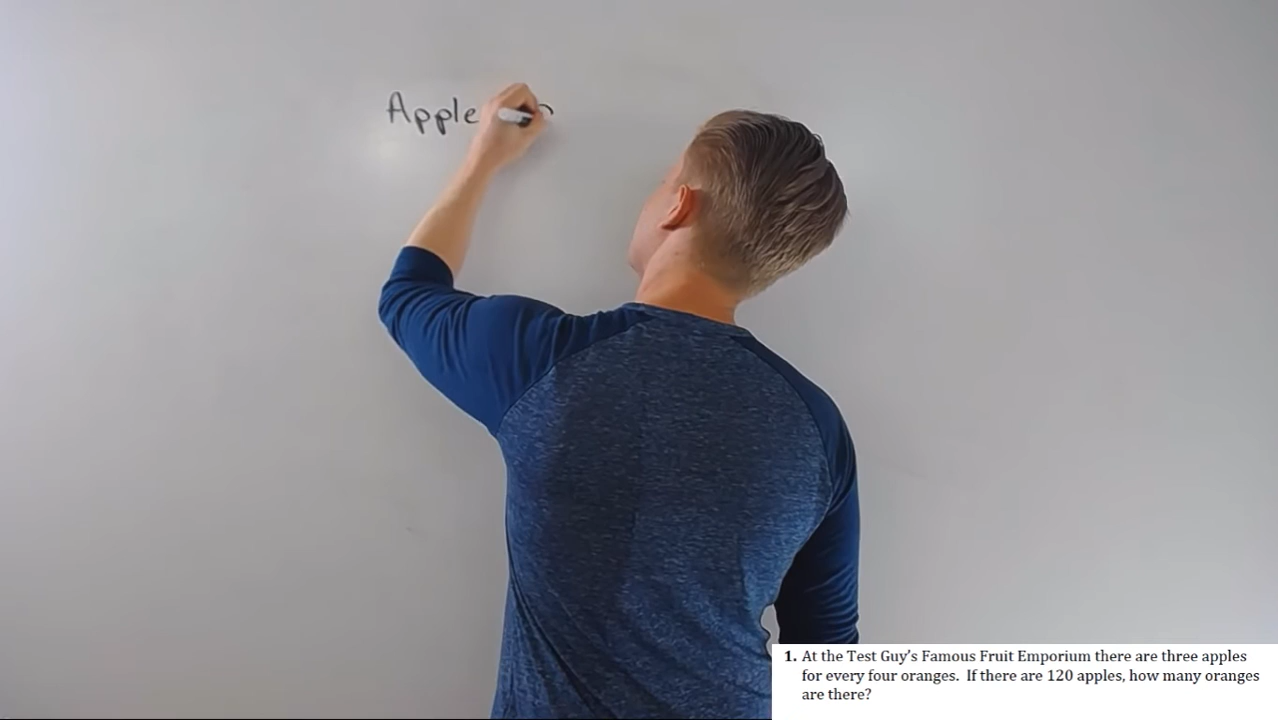 Apple
1. At the Test Guy's Famous Fruit Emporium there are three apples
for every four oranges. If there are 120 apples, how many oranges
are there?